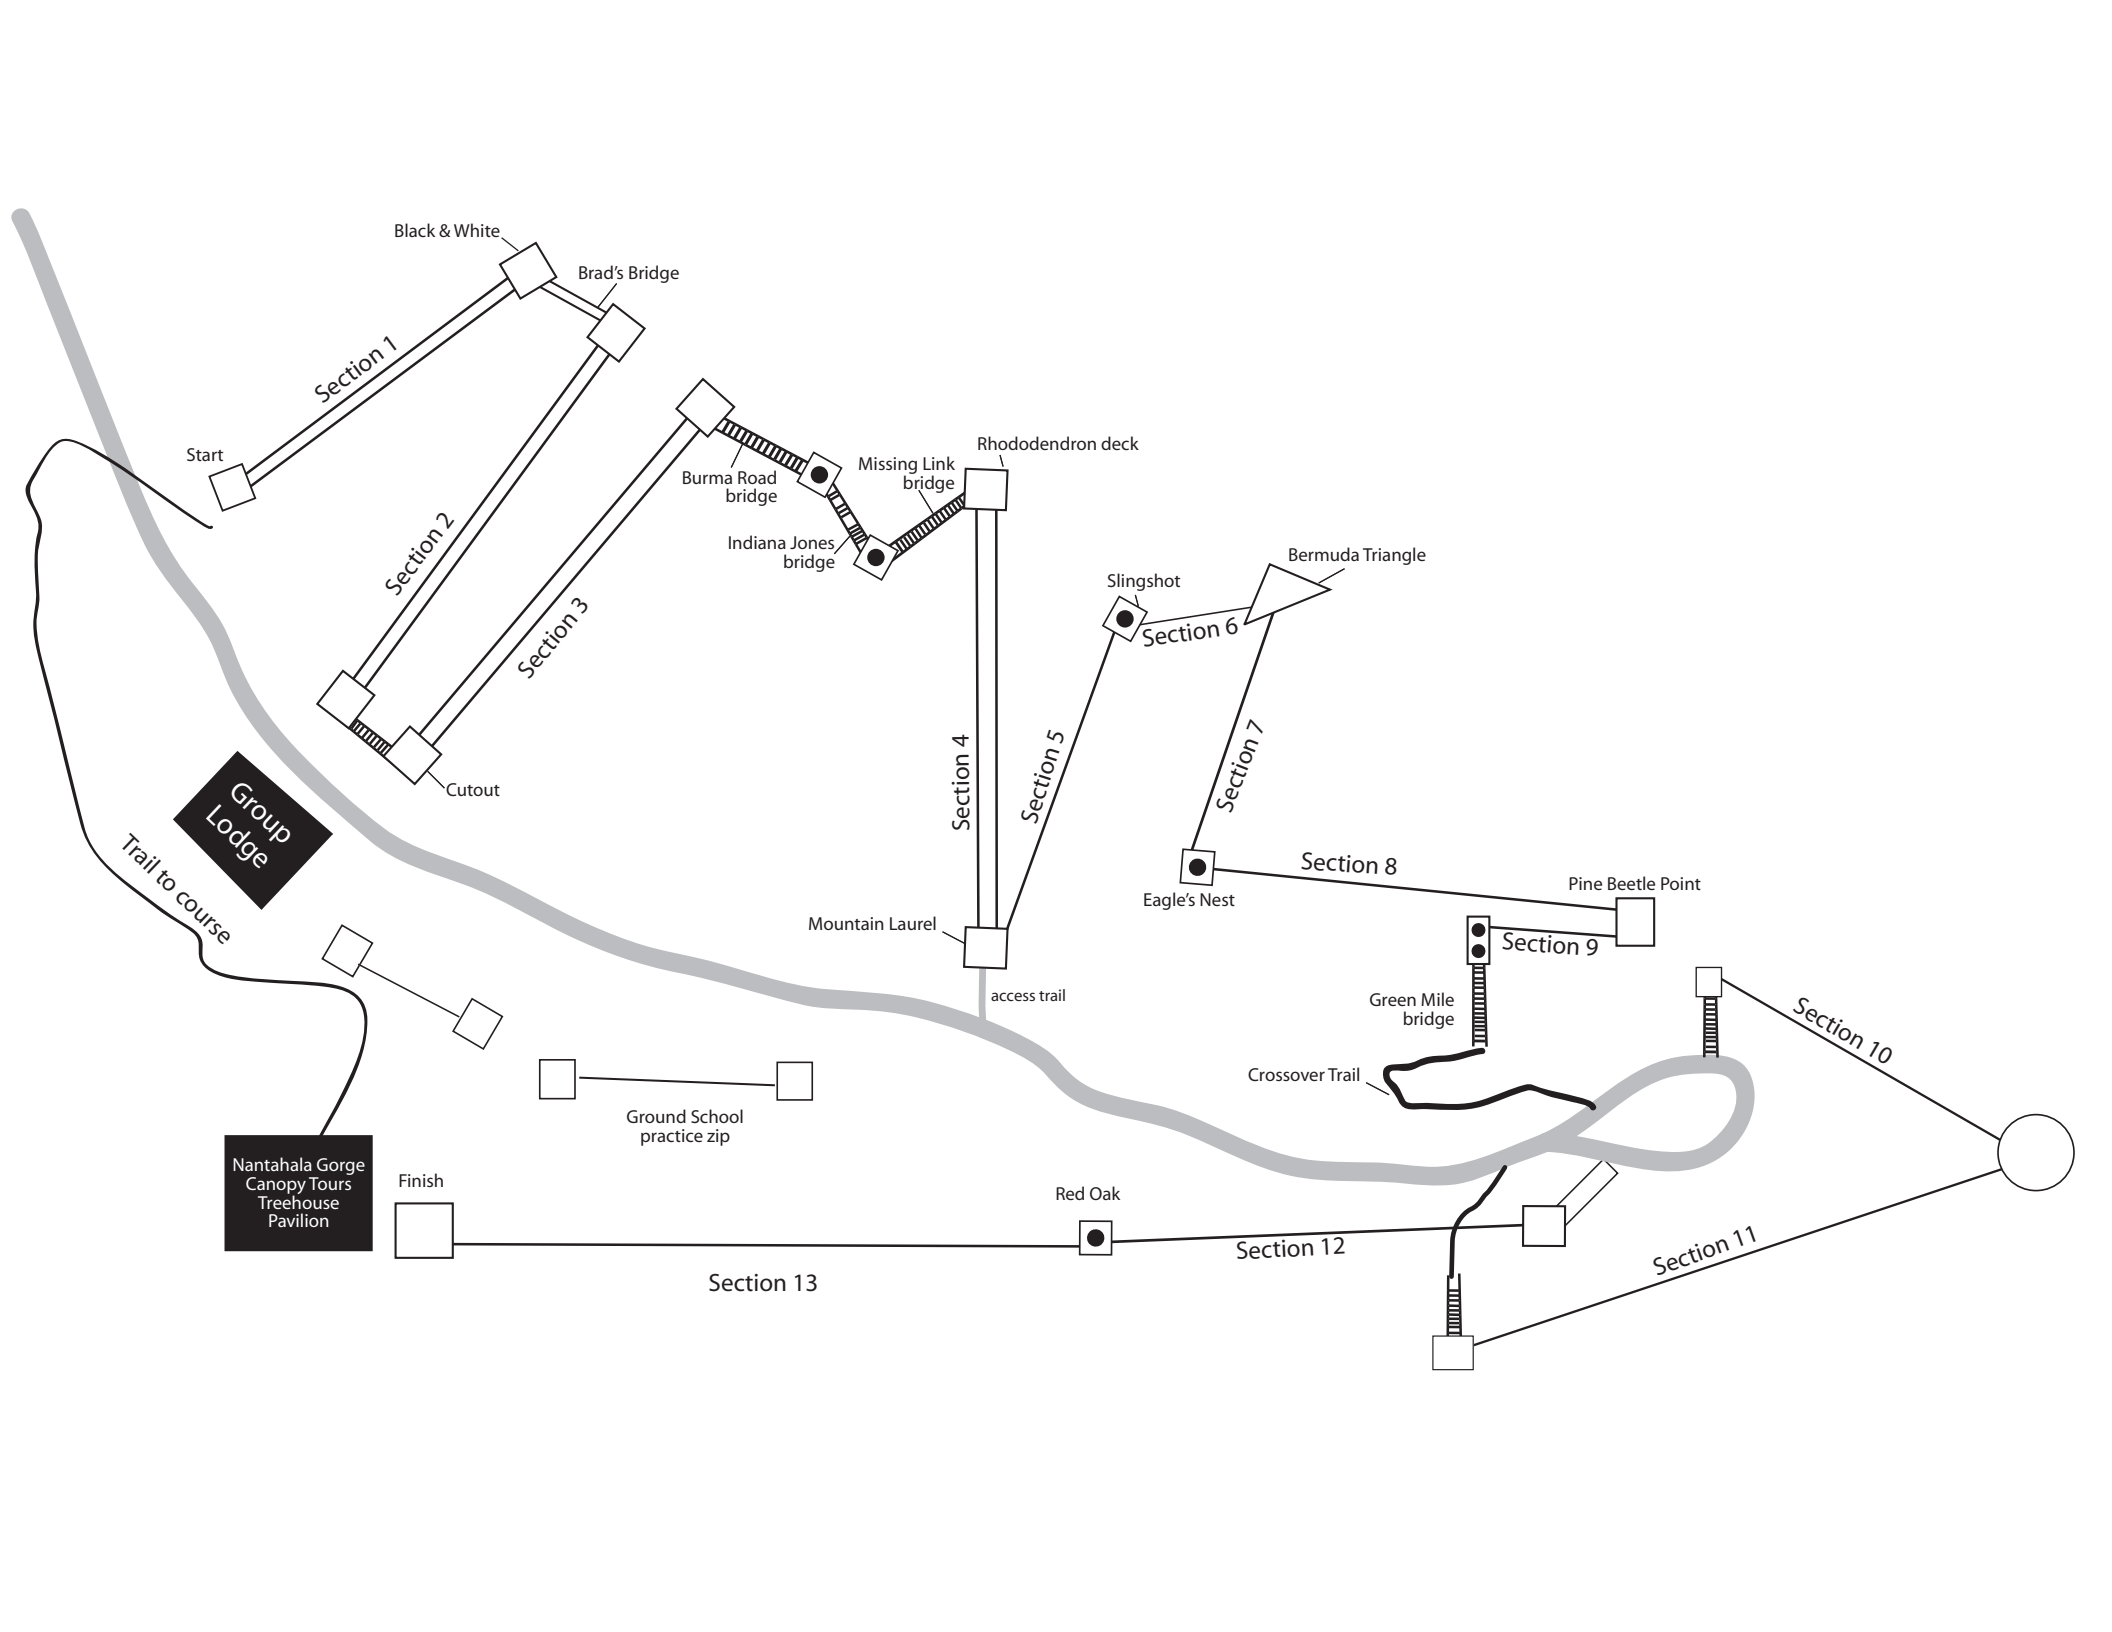 Black & White
Brad’s Bridge
Section 1
Start
Rhododendron deck
Missing Link
bridge
Burma Road
bridge
Indiana Jones
bridge
Section 2
Section 3
Bermuda Triangle
Slingshot
Section 6
Section 4
Section 5
Section 7
Cutout
Group
Lodge
Trail to course
Section 8
Pine Beetle Point
Eagle’s Nest
Mountain Laurel
Section 9
access trail
Green Mile
bridge
Section 10
Crossover Trail
Ground School
practice zip
Nantahala Gorge
Canopy Tours
Treehouse
Pavilion
Finish
Red Oak
Section 12
Section 11
Section 13